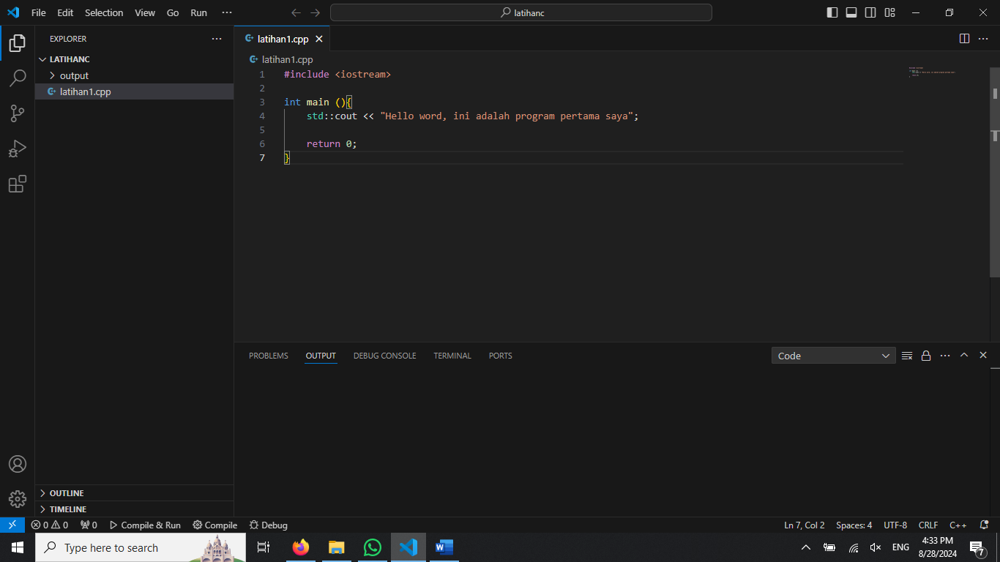 File Edit Selection View Go Run ···
latihanc
EXPLORER
LATIHANC
output
latihan1.cpp
OUTLINE
TIMELINE
latihan1.cpp
latihan1.cpp
1 #include <iostream>
2
3 int main (){
4 std::cout << "Hello word, ini adalah program pertama saya";
5
6 return 0;
7 }
PROBLEMS OUTPUT DEBUG CONSOLE TERMINAL PORTS
Code
0 0 0 Compile & Run Compile Debug
Ln 7, Col 2 Spaces: 4 UTF-8 CRLF C++
Type here to search
ENG
4:33 PM
8/28/2024
7